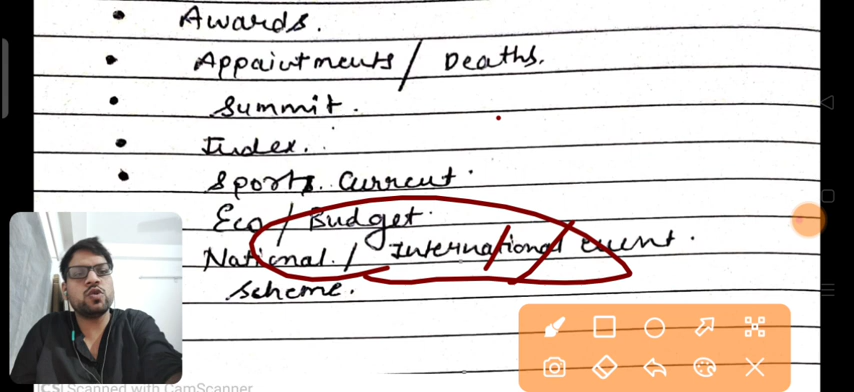 Awards.
Appointments / Deaths.
Summit.
Index.
Sports Current.
Eco / Budget.
National / International event.
Scheme.
CS Scanned with CamScanner